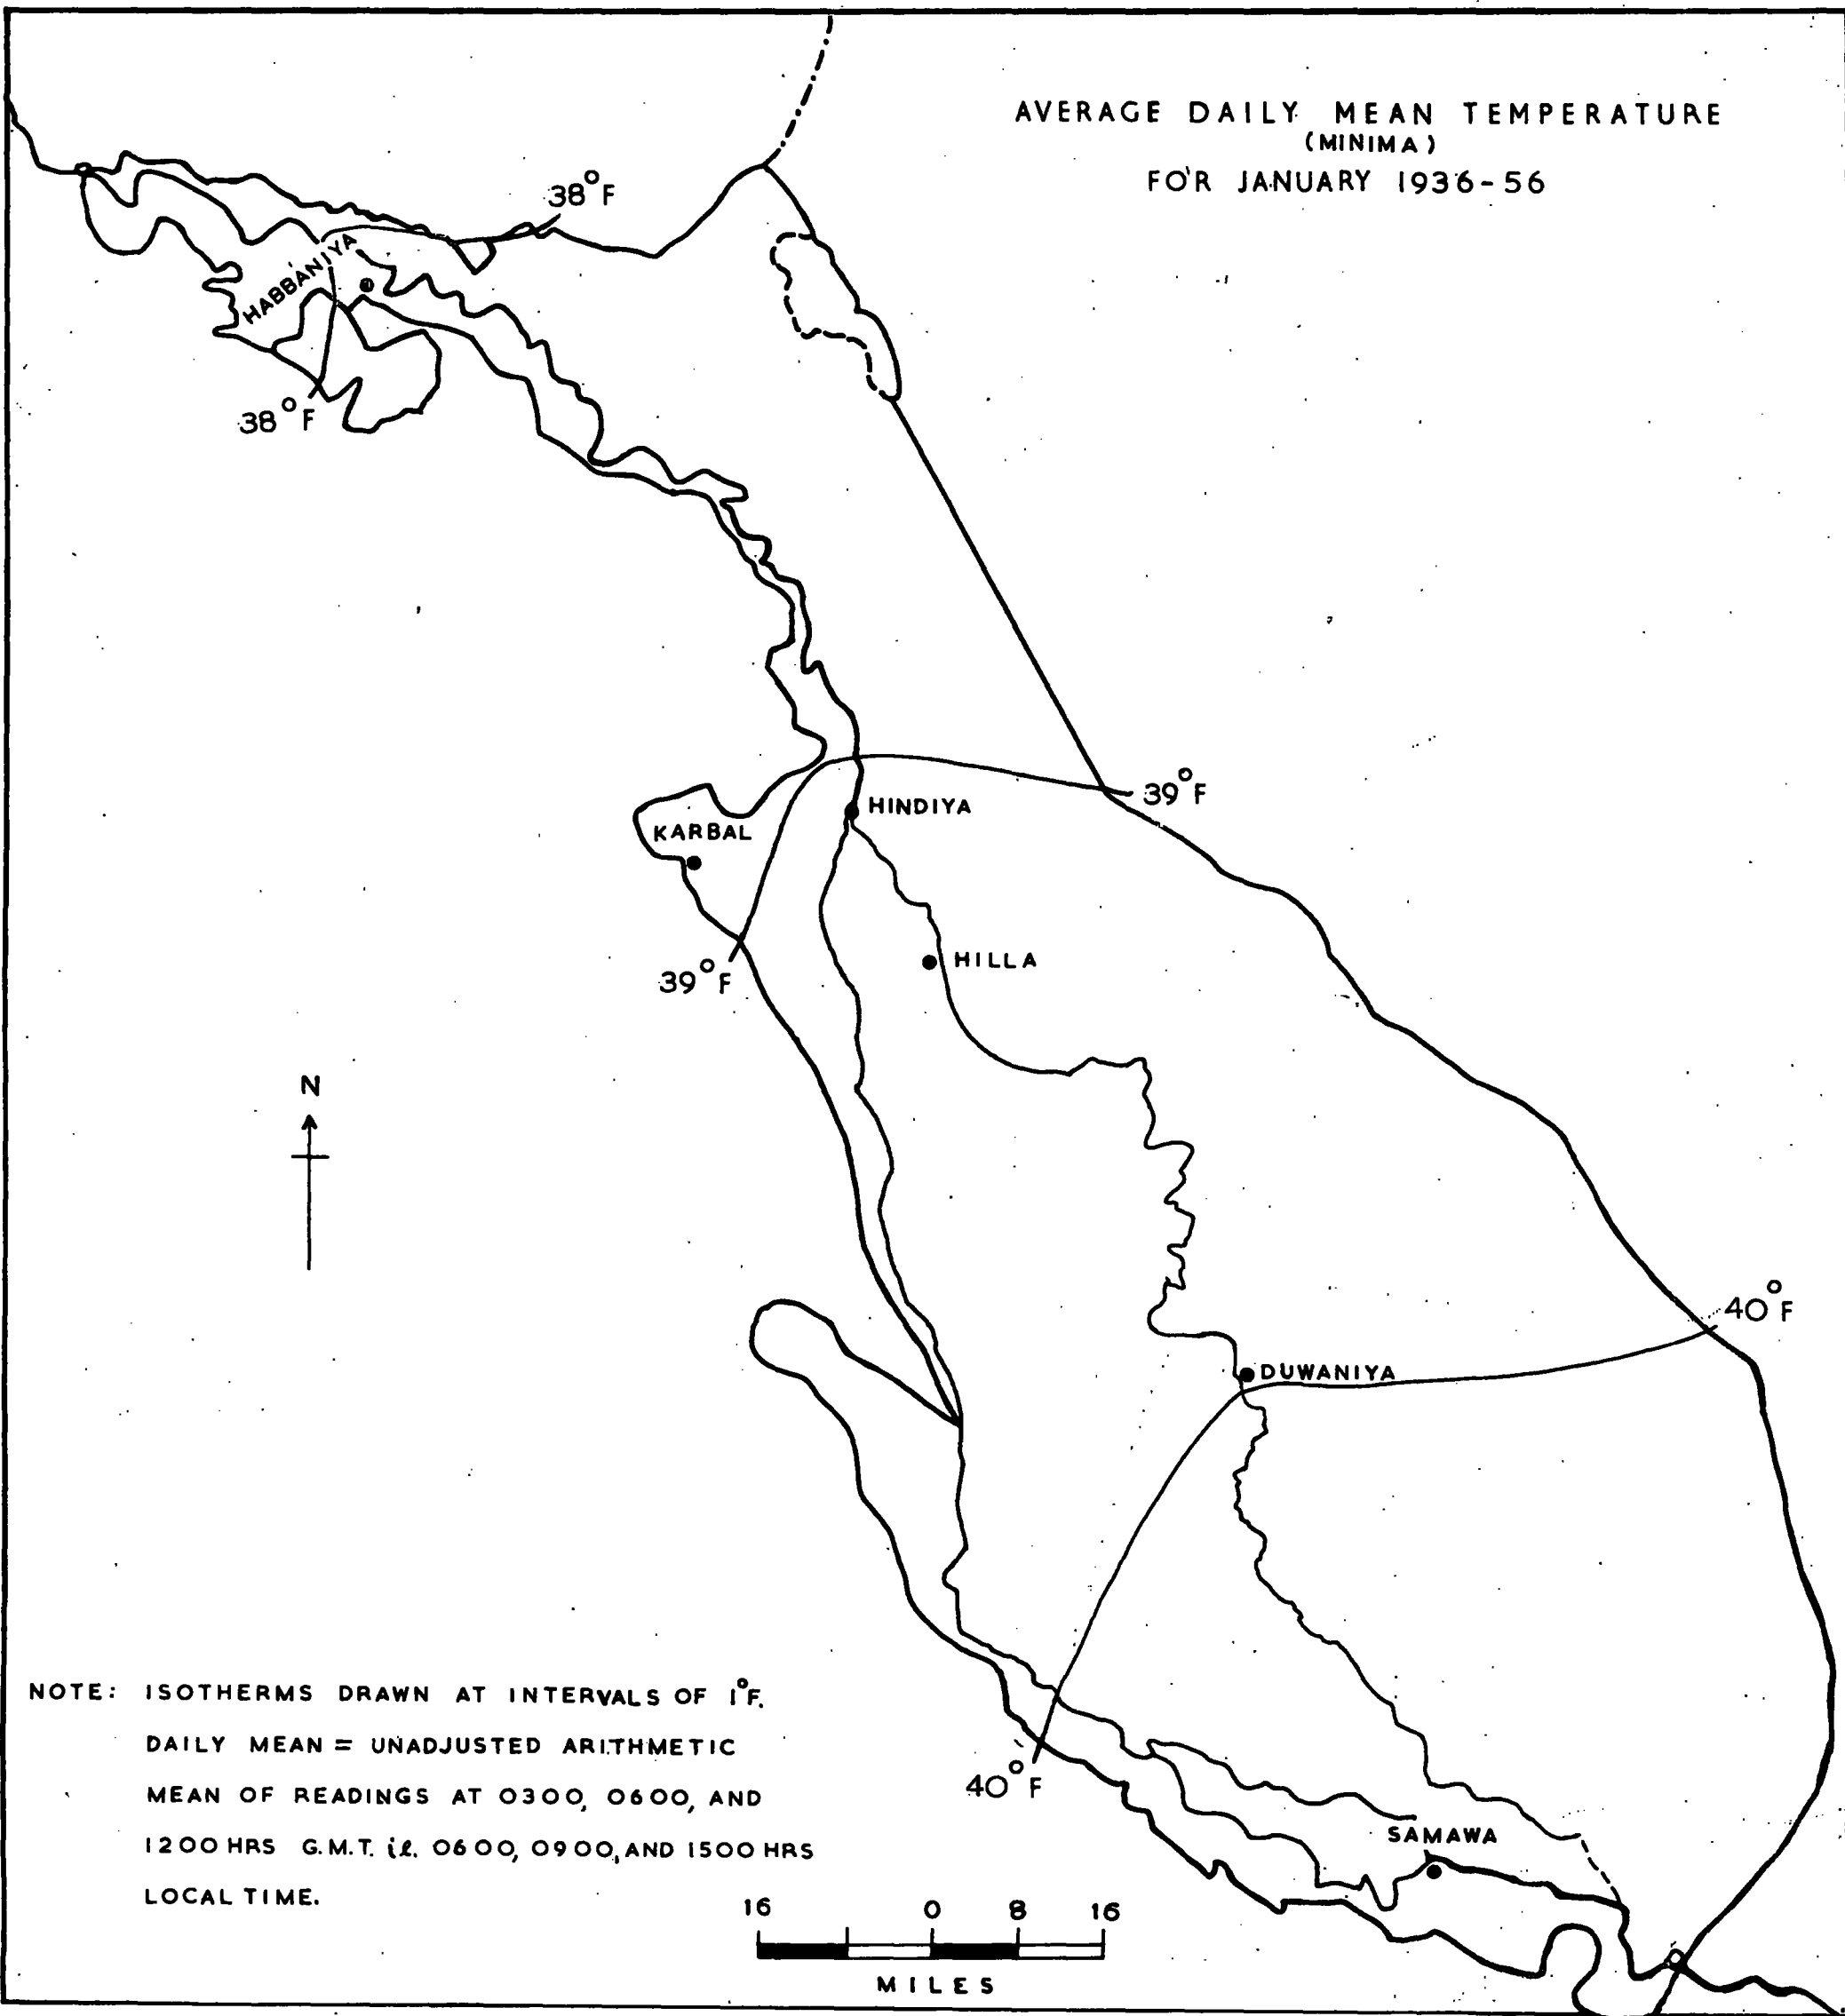 AVERAGE DAILY MEAN TEMPERATURE
(MINIMA)
FOR JANUARY 1936-56
38°F
HABBANIYA
38°F
39°F
HINDIYA
KARBAL
HILLA
39°F
N
40°F
DUWANIYA
40°F
NOTE: ISOTHERMS DRAWN AT INTERVALS OF 1°F.
DAILY MEAN = UNADJUSTED ARITHMETIC
MEAN OF READINGS AT 0300, 0600, AND
1200 HRS G.M.T. i.e. 0600, 0900, AND 1500 HRS
LOCAL TIME.
SAMAWA
16 0 8 16
MILES